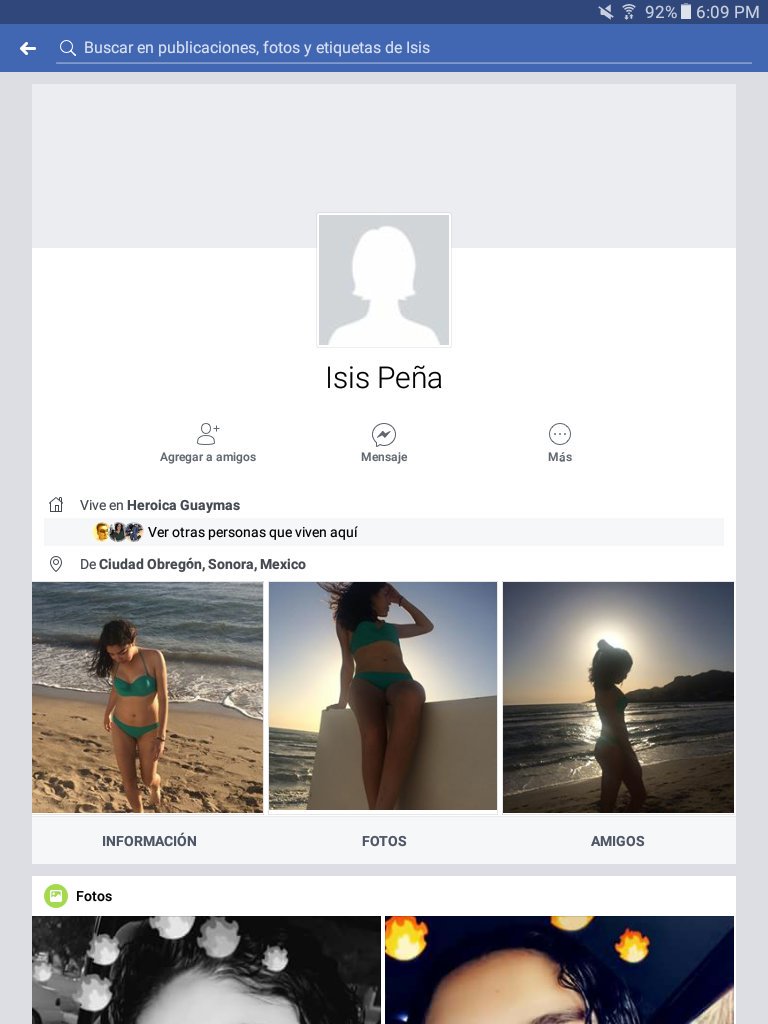 92% 6:09 PM
Buscar en publicaciones, fotos y etiquetas de Isis
Isis Peña
Agregar a amigos Mensaje Más
Vive en Heroica Guaymas
Ver otras personas que viven aquí
De Ciudad Obregón, Sonora, Mexico
INFORMACIÓN FOTOS AMIGOS
Fotos